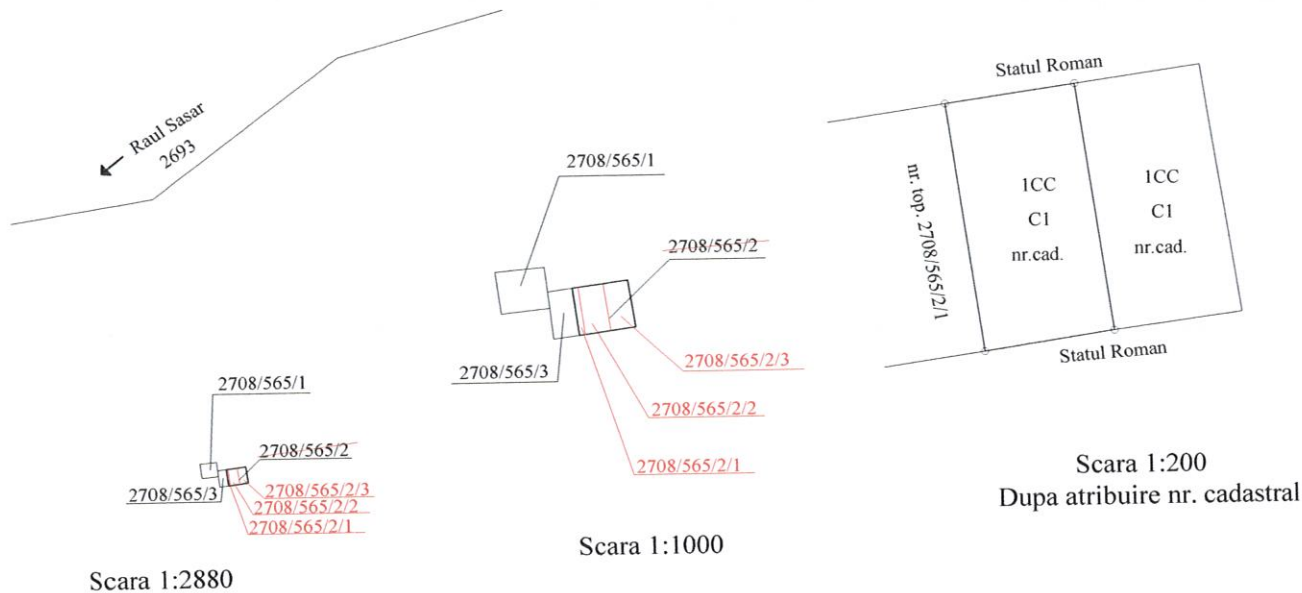 Raul Sasar
2693
2708/565/1
2708/565/2
2708/565/3
2708/565/2/3
2708/565/2/2
2708/565/2/1
Scara 1:2880
2708/565/1
2708/565/2
2708/565/3
2708/565/2/3
2708/565/2/2
2708/565/2/1
Scara 1:1000
Statul Roman
nr. top. 2708/565/2/1
1CC
C1
nr.cad.
1CC
C1
nr.cad.
Statul Roman
Scara 1:200
Dupa atribuire nr. cadastral